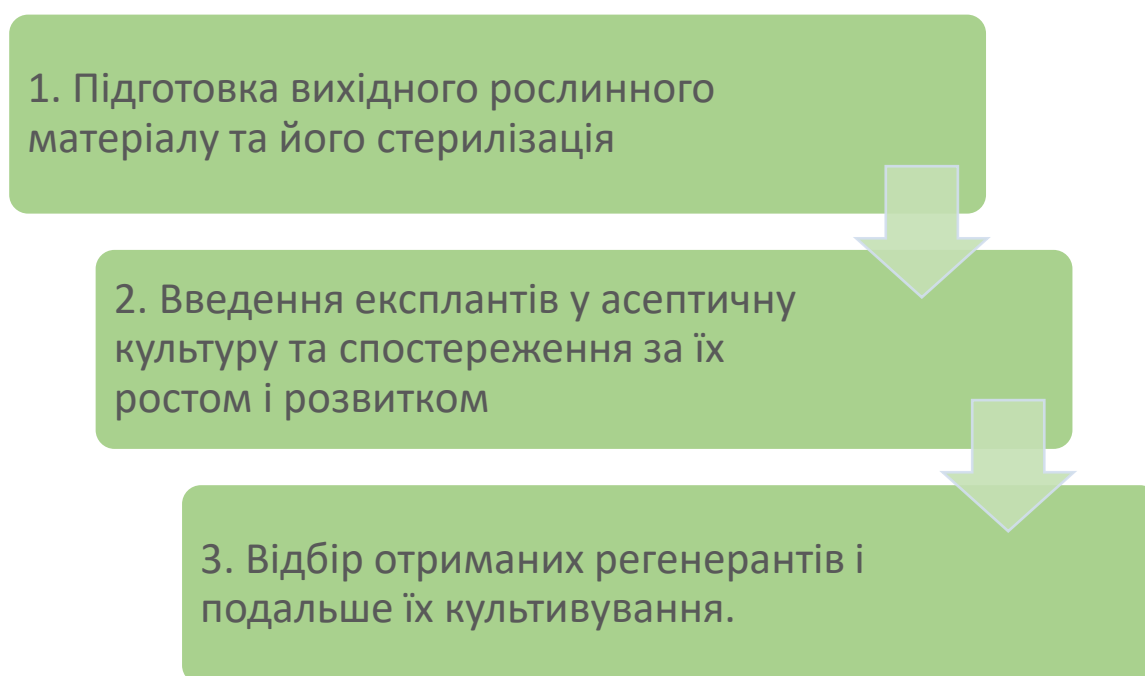 1. Підготовка вихідного рослинного
матеріалу та його стерилізація
2. Введення експлантів у асептичну
культуру та спостереження за їх
ростом і розвитком
3. Відбір отриманих регенерантів і
подальше їх культивування.